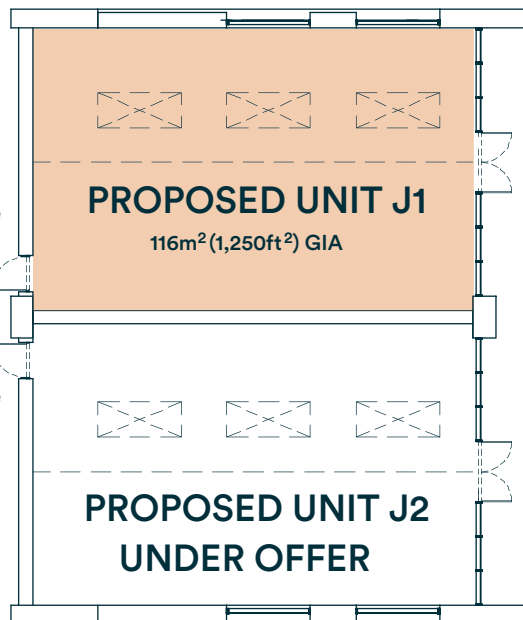 PROPOSED UNIT J1
116m² (1,250ft²) GIA
PROPOSED UNIT J2
UNDER OFFER